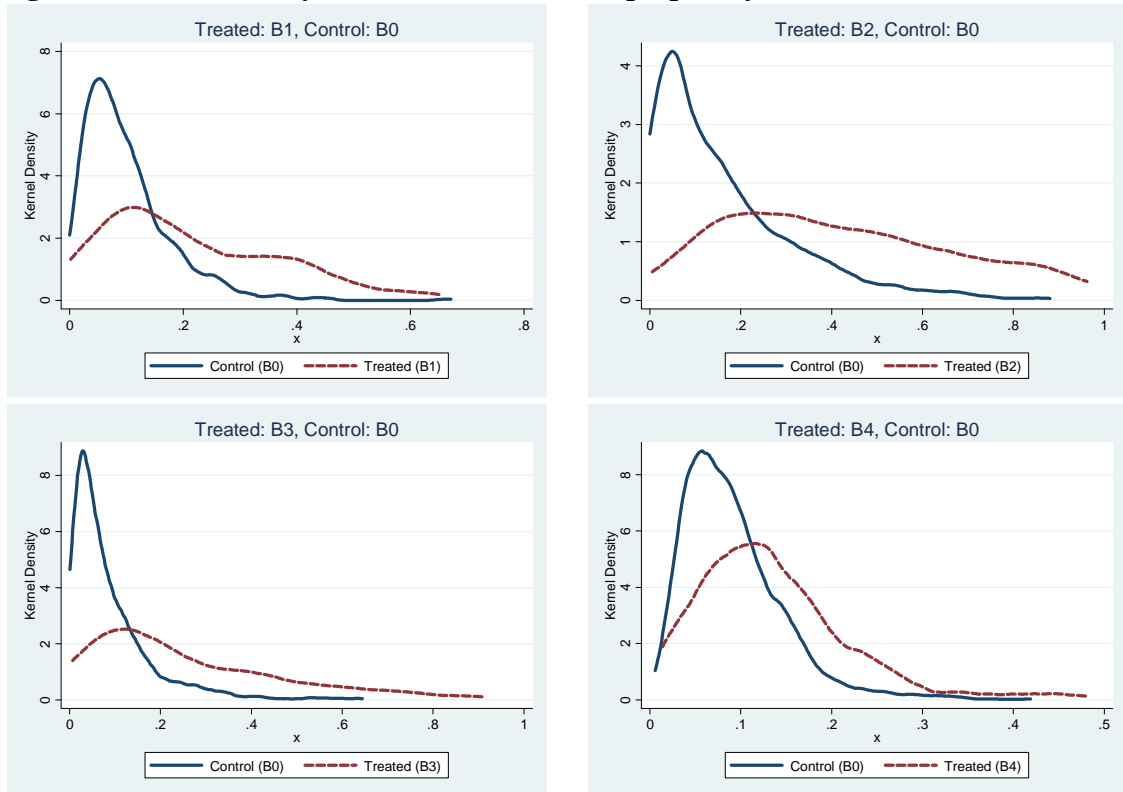 Treated: B1, Control: B0
Kernel Density
8
6
4
2
0
0 .2 .4 .6 .8
x
Control (B0) Treated (B1)
Treated: B2, Control: B0
Kernel Density
4
3
2
1
0
0 .2 .4 .6 .8 1
x
Control (B0) Treated (B2)
Treated: B3, Control: B0
Kernel Density
8
6
4
2
0
0 .2 .4 .6 .8 1
x
Control (B0) Treated (B3)
Treated: B4, Control: B0
Kernel Density
8
6
4
2
0
0 .1 .2 .3 .4 .5
x
Control (B0) Treated (B4)